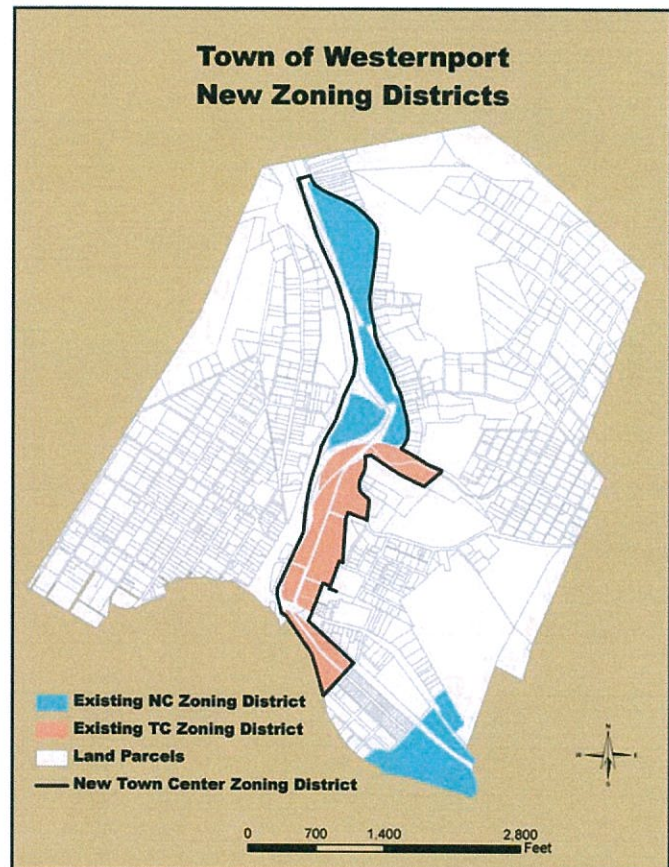 Town of Westernport
New Zoning Districts
Existing NC Zoning District
Existing TC Zoning District
Land Parcels
New Town Center Zoning District
N
W E
S
0 700 1,400 2,800
Feet